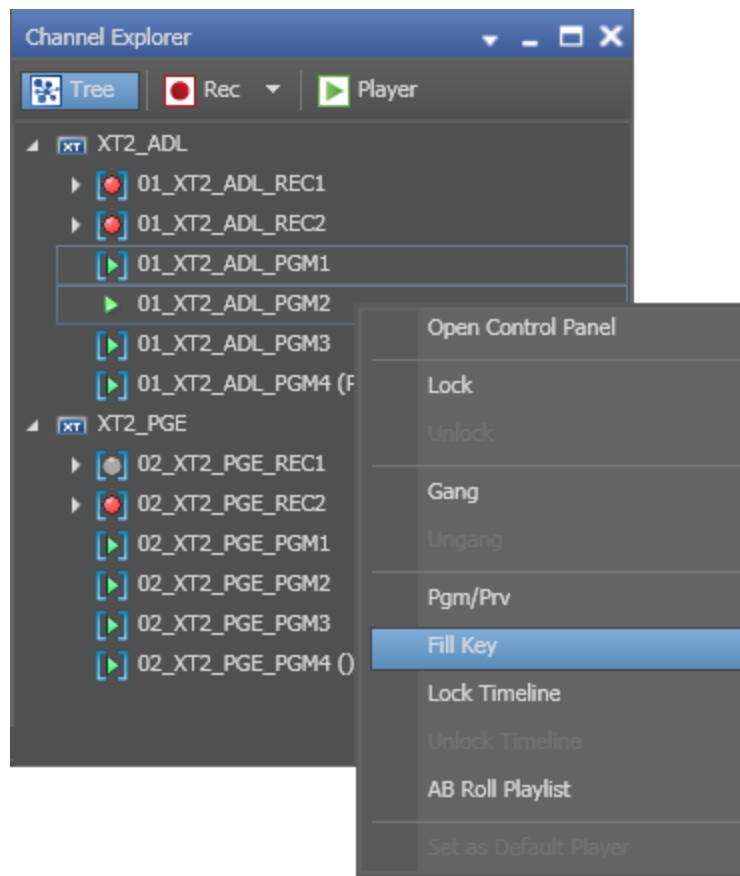 Channel Explorer
Tree Rec Player
XT XT2_ADL
01_XT2_ADL_REC1
01_XT2_ADL_REC2
01_XT2_ADL_PGM1
01_XT2_ADL_PGM2
01_XT2_ADL_PGM3
01_XT2_ADL_PGM4 (F
XT XT2_PGE
02_XT2_PGE_REC1
02_XT2_PGE_REC2
02_XT2_PGE_PGM1
02_XT2_PGE_PGM2
02_XT2_PGE_PGM3
02_XT2_PGE_PGM4 ()
Open Control Panel
Lock
Unlock
Gang
Ungang
Pgm/Prv
Fill Key
Lock Timeline
Unlock Timeline
AB Roll Playlist
Set as Default Player